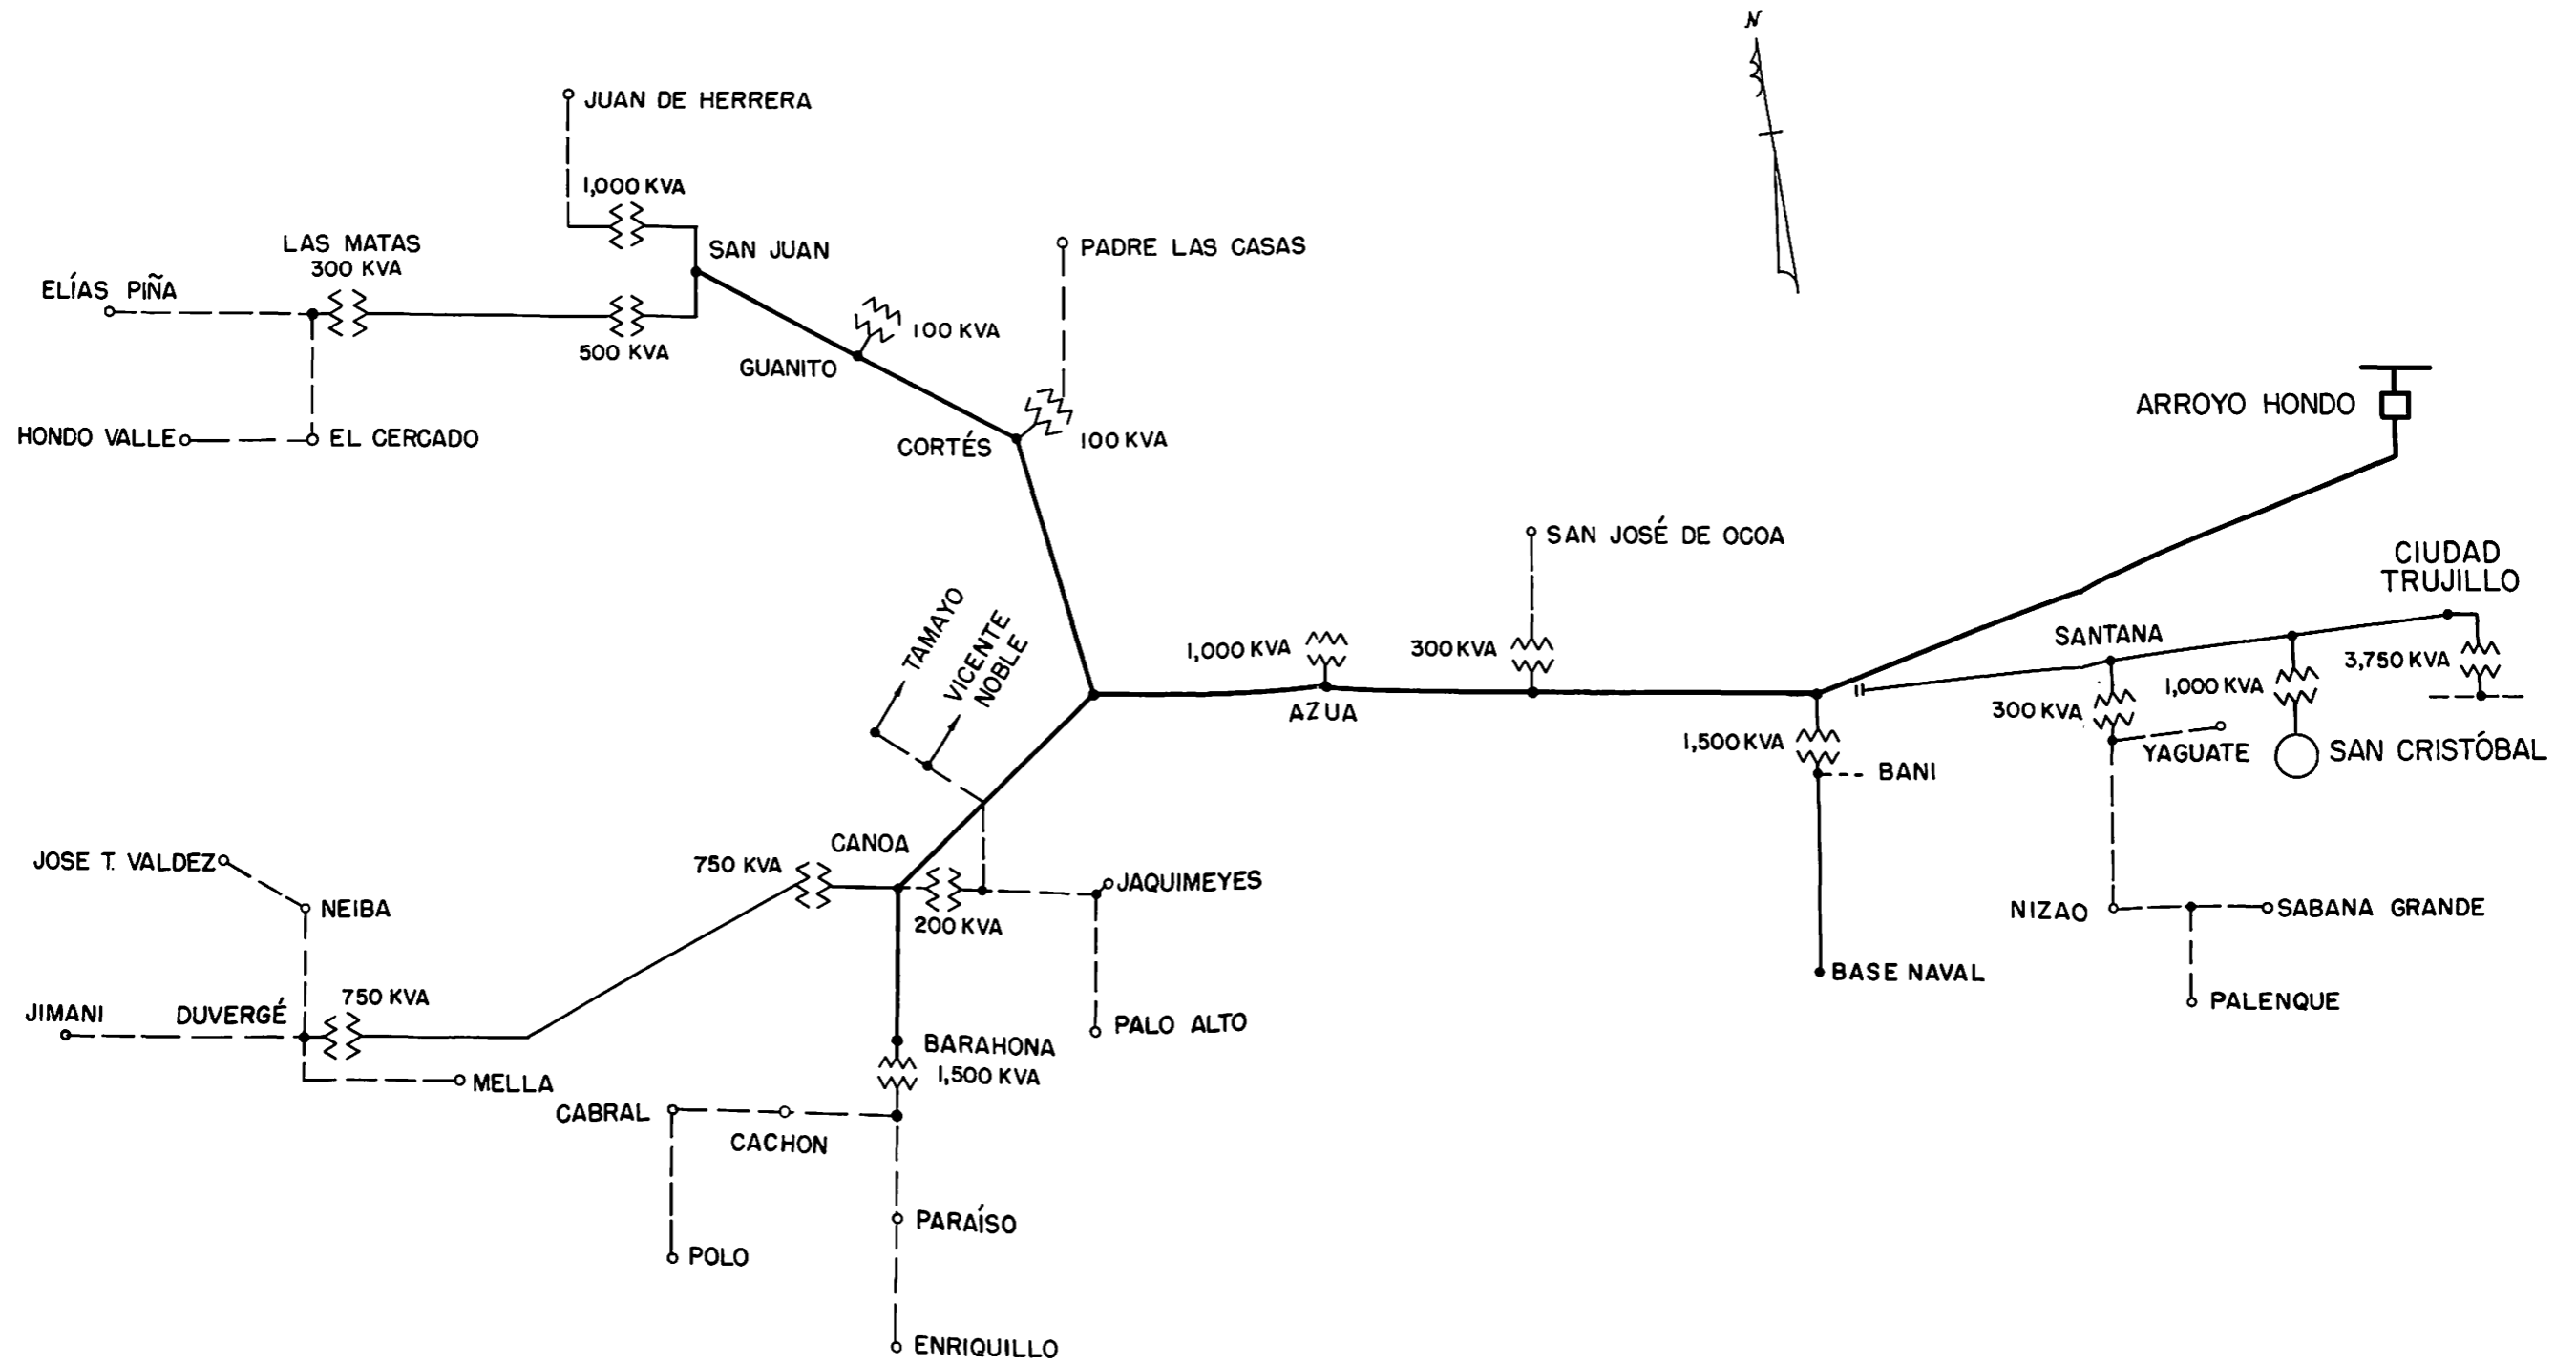 N
JUAN DE HERRERA
1,000 KVA
LAS MATAS
300 KVA
SAN JUAN
PADRE LAS CASAS
ELÍAS PIÑA
100 KVA
500 KVA
GUANITO
ARROYO HONDO
HONDO VALLE
EL CERCADO
CORTÉS
100 KVA
SAN JOSÉ DE OCOA
CIUDAD
TRUJILLO
TAMAYO
VICENTE
NOBLE
1,000 KVA
300 KVA
SANTANA
3,750 KVA
1,000 KVA
AZUA
300 KVA
1,500 KVA
YAGUATE
SAN CRISTÓBAL
BANI
CANOA
JOSE T. VALDEZ
750 KVA
JAQUIMEYES
NEIBA
200 KVA
NIZAO
SABANA GRANDE
BASE NAVAL
750 KVA
PALENQUE
JIMANI
DUVERGÉ
PALO ALTO
BARAHONA
1,500 KVA
MELLA
CABRAL
CACHON
PARAÍSO
POLO
ENRIQUILLO